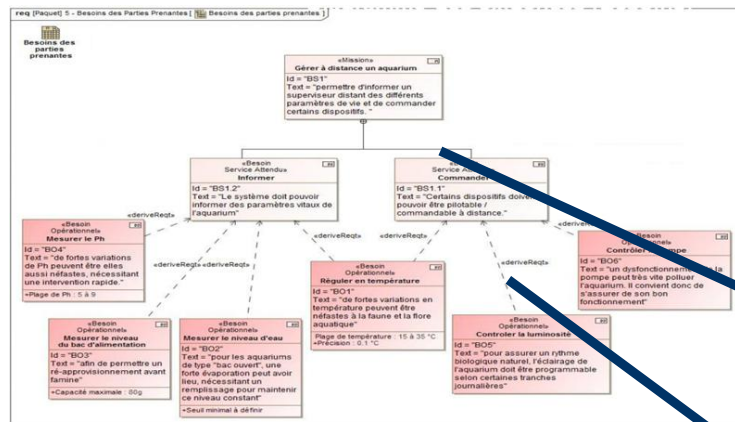 req [Paquet] 5 - Besoins des Parties Prenantes [ Besoins des parties prenantes ]
Besoins des
parties
prenantes
«Mission»
Gérer à distance un aquarium
Id = "BS1"
Text = "permettre d'informer un
superviseur distant des différents
paramètres de vie et de commander
certains dispositifs. "
«Besoin
Service Attendu»
Informer
Id = "BS1.2"
Text = "Le système doit pouvoir
informer des paramètres vitaux de
l'aquarium"
«Besoin
Service
Commander
Id = "BS1.1"
Text = "Certains dispositifs
pouvoir être pilotable /
commandable à distance."
«deriveReqt»
«deriveReqt»
«deriveReqt»
«deriveReqt»
«deriveReqt»
«deriveReqt»
«Besoin
Opérationnel»
Mesurer le Ph
Id = "BO4"
Text = "de fortes variations
de Ph peuvent être elles
aussi néfastes, nécessitant
une intervention rapide."
+Plage de Ph : 5 à 9
«Besoin
Opérationnel»
Réguler en température
Id = "BO1"
Text = "de fortes variations en
température peuvent être
néfastes à la faune et la flore
aquatique"
Plage de température : 15 à 35 °C
+Précision : 0.1 °C
«Besoin
Opérationnel»
Contrôler
Id = "BO6"
Text = "un dysfonctionnement la
pompe peut très vite polluer
l'aquarium. Il convient donc de
s'assurer de son bon
fonctionnement"
«Besoin
Opérationnel»
Mesurer le niveau
du bac d'alimentation
Id = "BO3"
Text = "afin de permettre un
ré-approvisionnement avant
famine"
+Capacité maximale : 80g
«Besoin
Opérationnel»
Mesurer le niveau d'eau
Id = "BO2"
Text = "pour les aquariums
de type "bac ouvert", une
forte évaporation peut avoir
lieu, nécessitant un
remplissage pour maintenir
ce niveau constant"
+Seuil minimal à définir
«Besoin
Opérationnel»
Controler la luminosité
Id = "BO5"
Text = "pour assurer un rythme
biologique naturel, l'éclairage de
l'aquarium doit être programmable
selon certaines tranches
journalières"